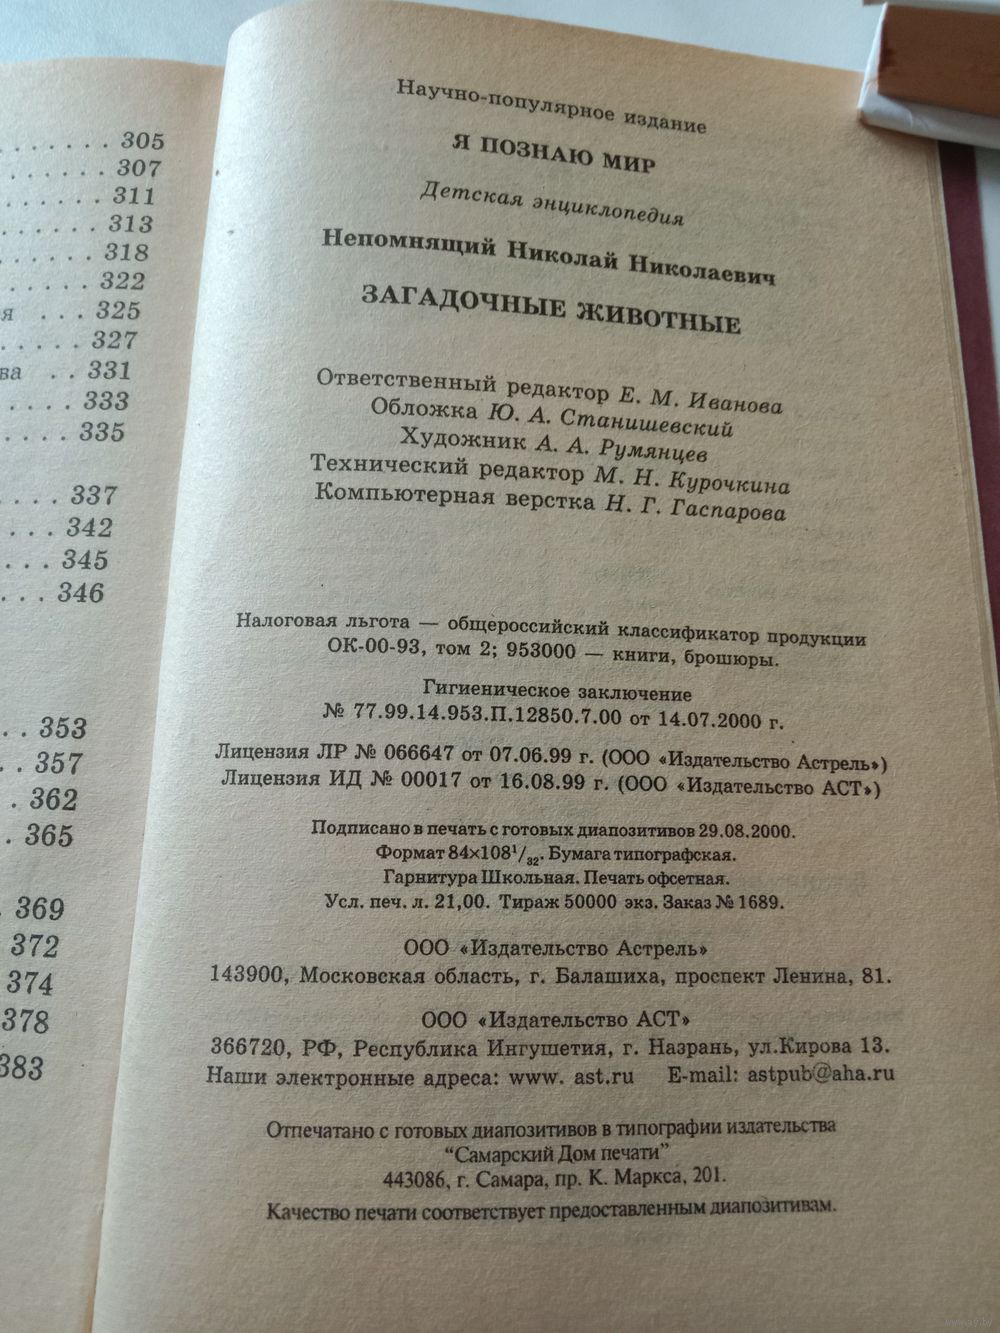 . . . . . . . 305
. . . . . . 307
. . . . . . 311
. . . . . . 313
. . . . . . 318
. . . . . . 322
я . . . 325
. . . . . 327
ва . . 331
. . . . 333
. . . . 335
. . . . 337
. . . 342
. . . 345
. . . 346
. . 353
. . 357
. 362
. 365
. 369
372
374
378
383
Научно-популярное издание
Я ПОЗНАЮ МИР
Детская энциклопедия
Непомнящий Николай Николаевич
ЗАГАДОЧНЫЕ ЖИВОТНЫЕ
Ответственный редактор Е. М. Иванова
Обложка Ю. А. Станишевский
Художник А. А. Румянцев
Технический редактор М. Н. Курочкина
Компьютерная верстка Н. Г. Гаспарова
Налоговая льгота — общероссийский классификатор продукции
ОК-00-93, том 2; 953000 — книги, брошюры.
Гигиеническое заключение
№ 77.99.14.953.П.12850.7.00 от 14.07.2000 г.
Лицензия ЛР № 066647 от 07.06.99 г. (ООО «Издательство Астрель»)
Лицензия ИД № 00017 от 16.08.99 г. (ООО «Издательство АСТ»)
Подписано в печать с готовых диапозитивов 29.08.2000.
Формат 84×108¹/₃₂. Бумага типографская.
Гарнитура Школьная. Печать офсетная.
Усл. печ. л. 21,00. Тираж 50000 экз. Заказ № 1689.
ООО «Издательство Астрель»
143900, Московская область, г. Балашиха, проспект Ленина, 81.
ООО «Издательство АСТ»
366720, РФ, Республика Ингушетия, г. Назрань, ул.Кирова 13.
Наши электронные адреса: www. ast.ru E-mail: astpub@aha.ru
Отпечатано с готовых диапозитивов в типографии издательства
"Самарский Дом печати"
443086, г. Самара, пр. К. Маркса, 201.
Качество печати соответствует предоставленным диапозитивам.